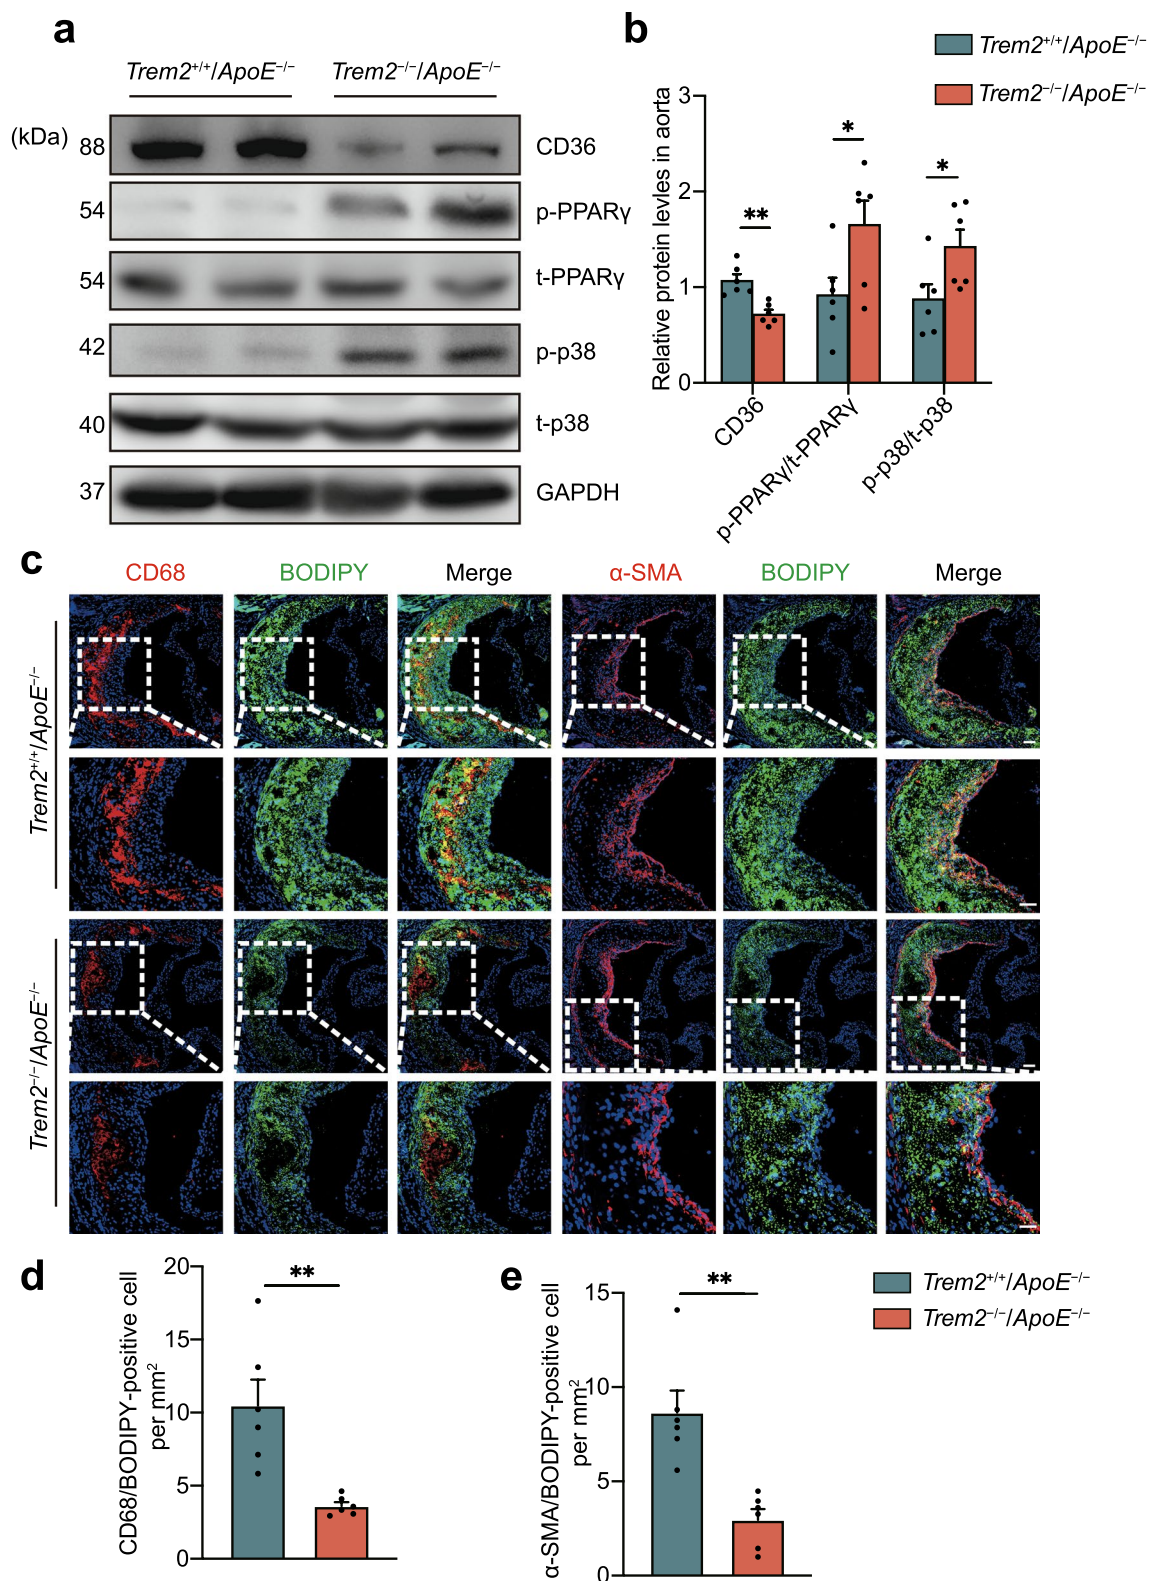 a
Trem2+/+/ApoE−/−
Trem2−/−/ApoE−/−
(kDa)
88
CD36
54
p-PPARγ
54
t-PPARγ
42
p-p38
40
t-p38
37
GAPDH
b
Trem2+/+/ApoE−/−
Trem2−/−/ApoE−/−
Relative protein levles in aorta
3
2
1
0
**
*
*
CD36
p-PPARγ/t-PPARγ
p-p38/t-p38
c
CD68
BODIPY
Merge
α-SMA
BODIPY
Merge
Trem2+/+/ApoE−/−
Trem2−/−/ApoE−/−
d
CD68/BODIPY-positive cell
per mm2
20
15
10
5
0
**
e
α-SMA/BODIPY-positive cell
per mm2
15
10
5
0
**
Trem2+/+/ApoE−/−
Trem2−/−/ApoE−/−